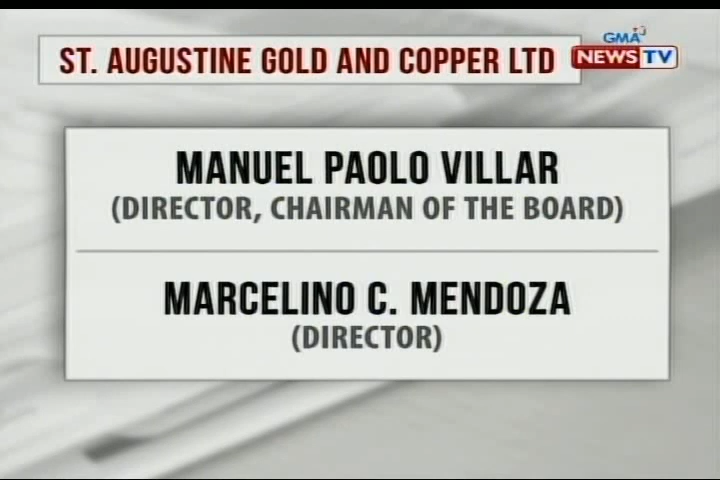 ST. AUGUSTINE GOLD AND COPPER LTD
GMA
NEWS TV
MANUEL PAOLO VILLAR
(DIRECTOR, CHAIRMAN OF THE BOARD)
MARCELINO C. MENDOZA
(DIRECTOR)